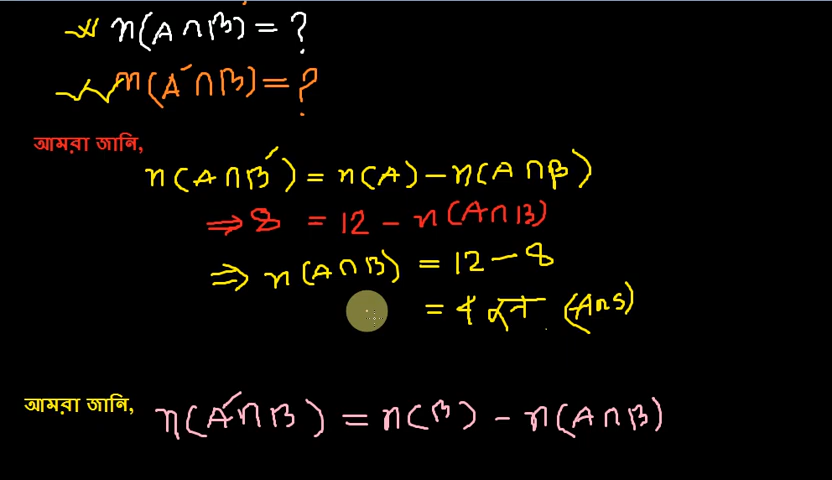 n(A∩B) = ?
n(A′∩B) = ?
আমরা জানি,
n(A∩B′) = n(A) – n(A∩B)
⇒ 8 = 12 – n(A∩B)
⇒ n(A∩B) = 12 – 8
= 4 জন (Ans)
আমরা জানি, n(A′∩B) = n(B) – n(A∩B)